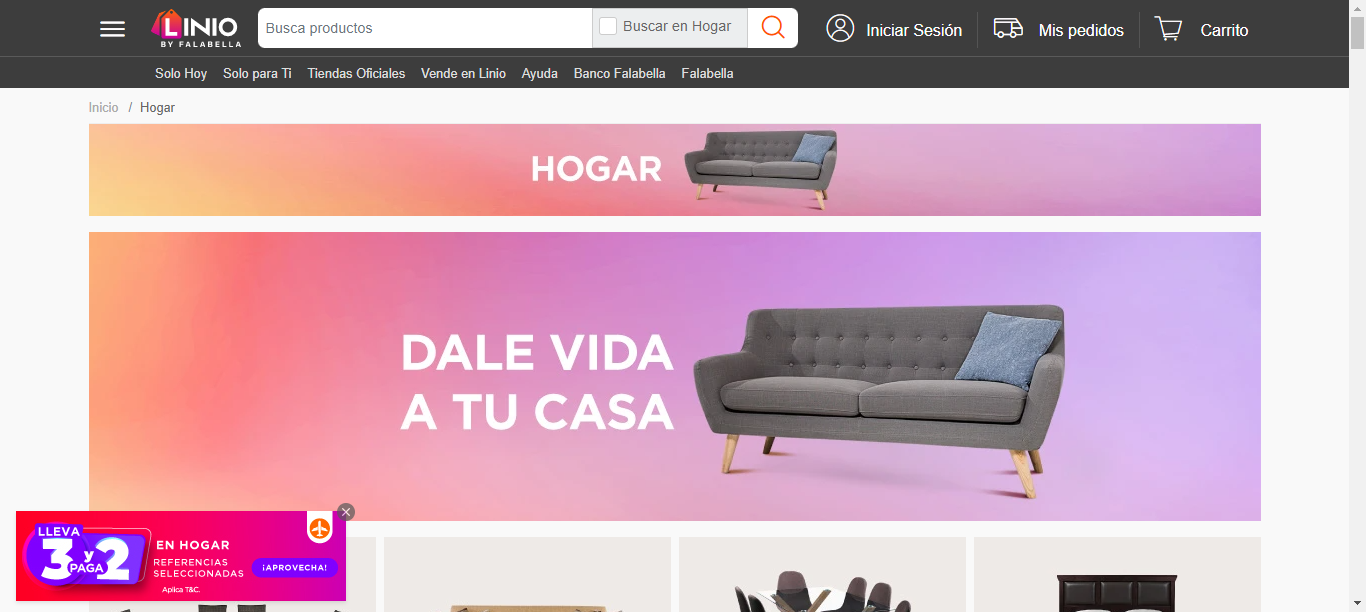 LINIO
BY FALABELLA
Busca productos
Buscar en Hogar
Iniciar Sesión
Mis pedidos
Carrito
Solo Hoy
Solo para Ti
Tiendas Oficiales
Vende en Linio
Ayuda
Banco Falabella
Falabella
Inicio / Hogar
HOGAR
DALE VIDA
A TU CASA
LLEVA
3 y 2
PAGA
EN HOGAR
REFERENCIAS
SELECCIONADAS
¡APROVECHA!
Aplica T&C.